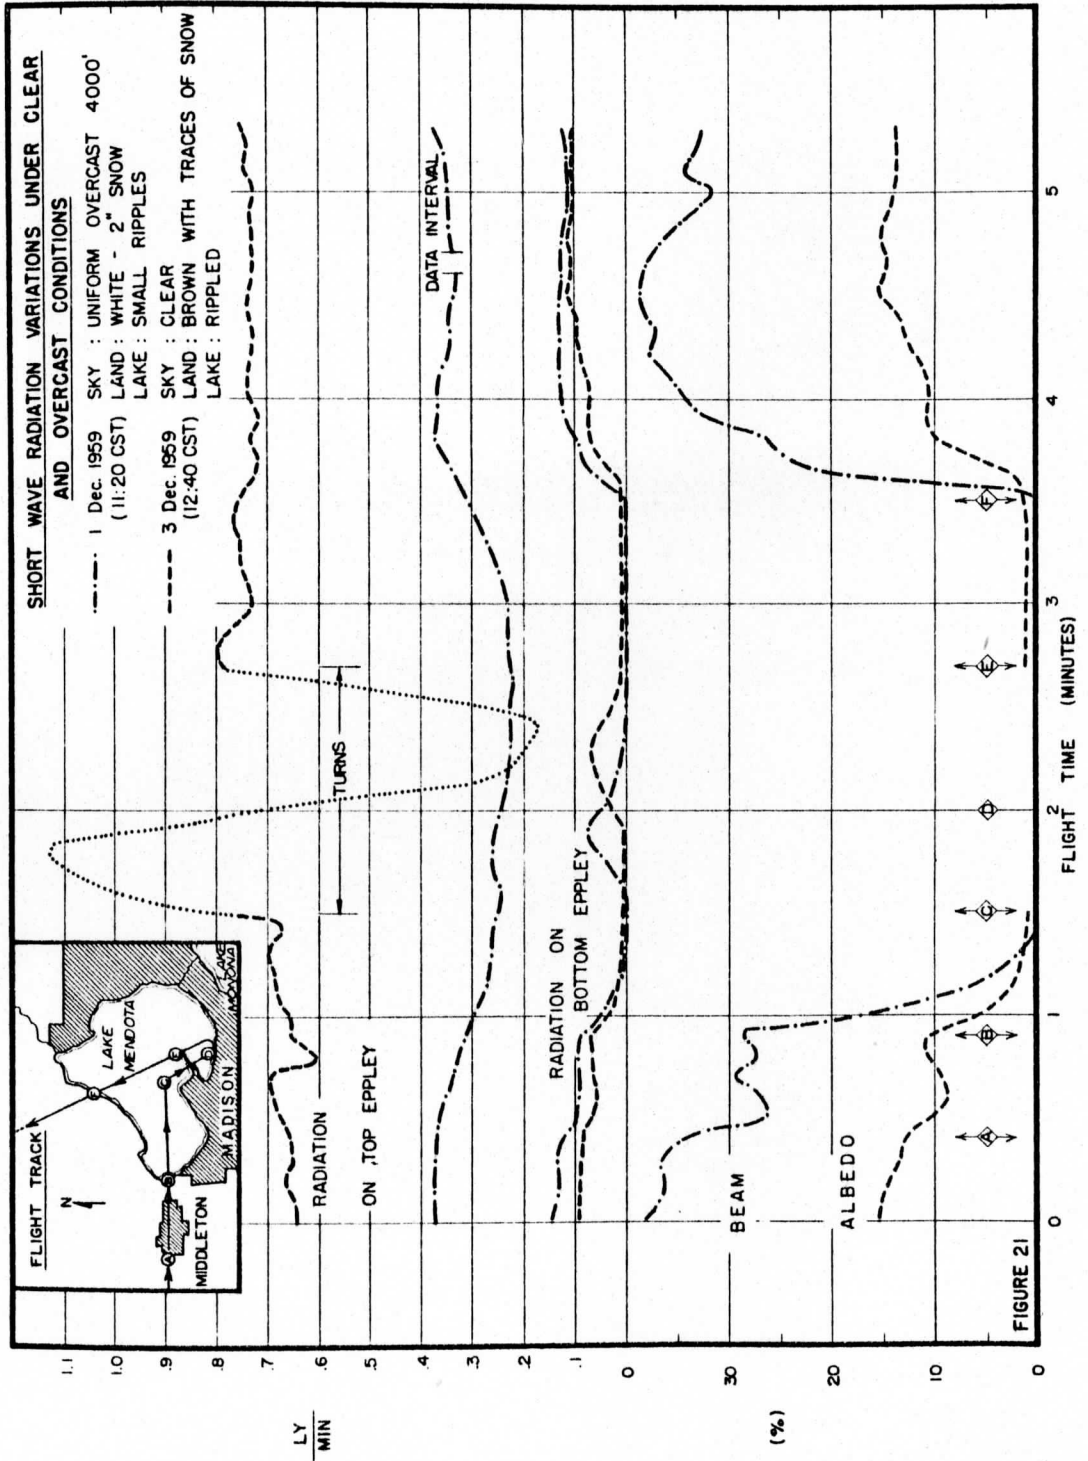 SHORT WAVE RADIATION VARIATIONS UNDER CLEAR
AND OVERCAST CONDITIONS
1 Dec. 1959 SKY : UNIFORM OVERCAST 4000'
(11:20 CST) LAND : WHITE - 2" SNOW
LAKE : SMALL RIPPLES
3 Dec. 1959 SKY : CLEAR
(12:40 CST) LAND : BROWN WITH TRACES OF SNOW
LAKE : RIPPLED
FLIGHT TRACK
N
MIDDLETON
MADISON
LAKE
MENDOTA
LAKE
MONONA
A
B
C
D
E
F
LY
MIN
1.1
1.0
.9
.8
.7
.6
.5
.4
.3
.2
.1
0
TURNS
RADIATION
ON TOP EPPLEY
DATA INTERVAL
RADIATION ON
BOTTOM EPPLEY
(%)
30
20
10
0
BEAM
ALBEDO
A
B
C
D
E
F
FIGURE 21
0
1
2
3
4
5
FLIGHT TIME (MINUTES)